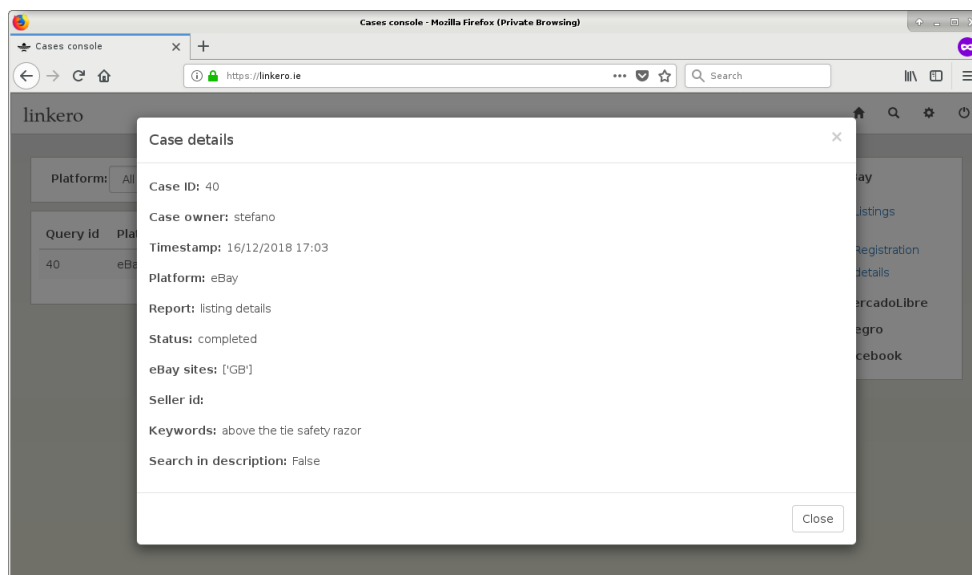 Cases console - Mozilla Firefox (Private Browsing)
Cases console
https://linkero.ie
Search
linkero
Case details
Platform: All
Case ID: 40
Case owner: stefano
Listings
Query id
Timestamp: 16/12/2018 17:03
Registration
40
Platform: eBay
details
Report: listing details
Status: completed
eBay sites: ['GB']
Seller id:
Keywords: above the tie safety razor
Search in description: False
Close